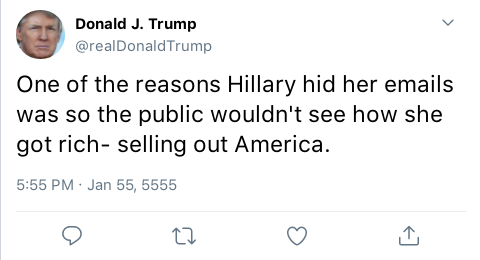 Donald J. Trump
@realDonaldTrump
One of the reasons Hillary hid her emails
was so the public wouldn't see how she
got rich- selling out America.
5:55 PM · Jan 55, 5555